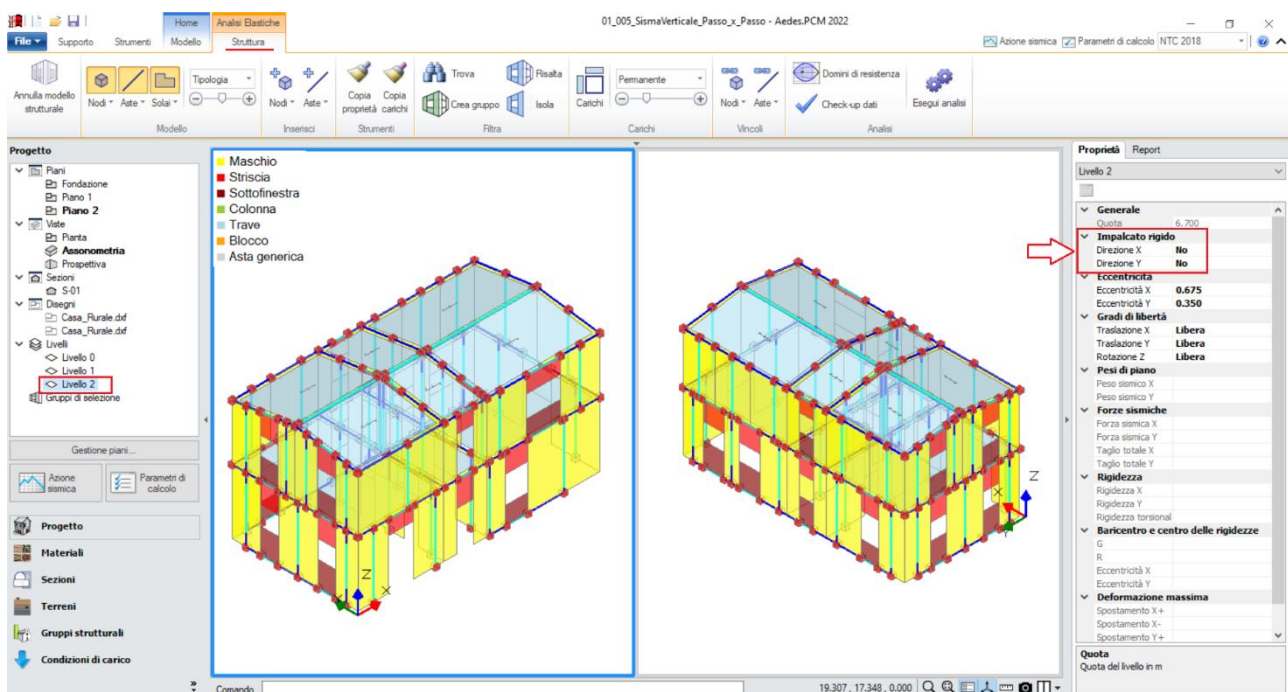 Home
Analisi Elastiche
01_005_SismaVerticale_Passo_x_Passo - Aedes.PCM 2022
File
Supporto
Strumenti
Modello
Struttura
Azione sismica
Parametri di calcolo
NTC 2018
Annulla modello
strutturale
Nodi
Aste
Solai
Tipologia
Modello
Nodi
Aste
Inserisci
Copia
proprietà
Copia
carichi
Strumenti
Trova
Risalta
Crea gruppo
Isola
Filtra
Carichi
Permanente
Carichi
Nodi
Aste
Vincoli
Domini di resistenza
Check-up dati
Esegui analisi
Analisi
Progetto
Piani
Fondazione
Piano 1
Piano 2
Viste
Pianta
Assonometria
Prospettiva
Sezioni
S-01
Disegni
Casa_Rurale.dxf
Casa_Rurale.dxf
Livelli
Livello 0
Livello 1
Livello 2
Gruppi di selezione
Gestione piani...
Azione
sismica
Parametri di
calcolo
Progetto
Materiali
Sezioni
Terreni
Gruppi strutturali
Condizioni di carico
Maschio
Striscia
Sottofinestra
Colonna
Trave
Blocco
Asta generica
Z
X
Z
X
Y
Comando
19.307 , 17.348 , 0.000
Proprietà
Report
Livello 2
Generale
Quota 6.700
Impalcato rigido
Direzione X No
Direzione Y No
Eccentricità
Eccentricità X 0.675
Eccentricità Y 0.350
Gradi di libertà
Traslazione X Libera
Traslazione Y Libera
Rotazione Z Libera
Pesi di piano
Peso sismico X
Peso sismico Y
Forze sismiche
Forza sismica X
Forza sismica Y
Taglio totale X
Taglio totale Y
Rigidezza
Rigidezza X
Rigidezza Y
Rigidezza torsional
Baricentro e centro delle rigidezze
G
R
Eccentricità X
Eccentricità Y
Deformazione massima
Spostamento X+
Spostamento X-
Spostamento Y+
Quota
Quota del livello in m